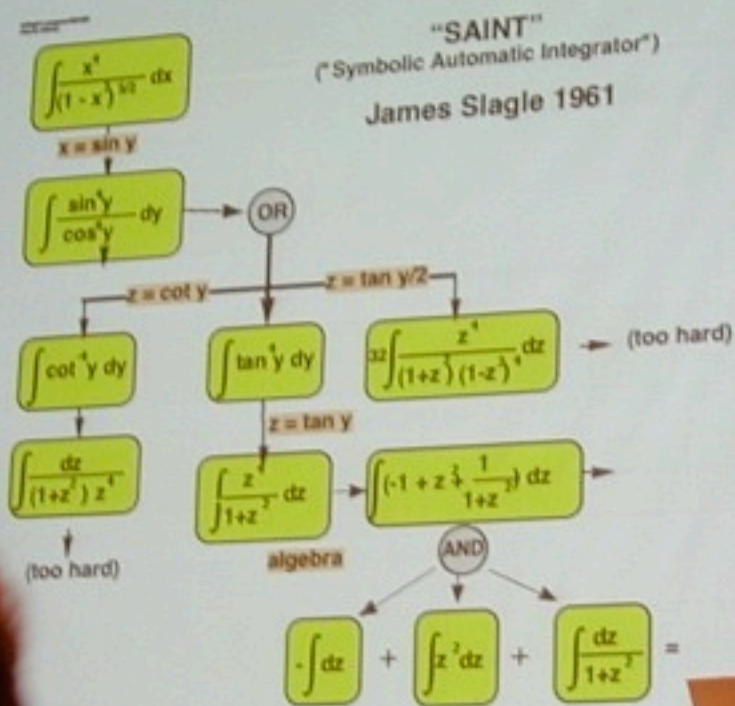 “SAINT”
("Symbolic Automatic Integrator")
James Slagle 1961
∫ x⁴ / (1 - x²)^5/2 dx
x = sin y
∫ sin⁴y / cos⁴y dy
OR
z = cot y
z = tan y/2
∫ cot⁻⁴y dy
∫ tan⁴y dy
32∫ z⁴ / (1+z²)(1-z²)⁴ dz
(too hard)
z = tan y
∫ dz / (1+z²) z⁴
∫ z⁴ / 1+z² dz
∫(-1 + z² + 1 / 1+z²) dz
(too hard)
algebra
AND
-∫dz + ∫z²dz + ∫ dz / 1+z² =